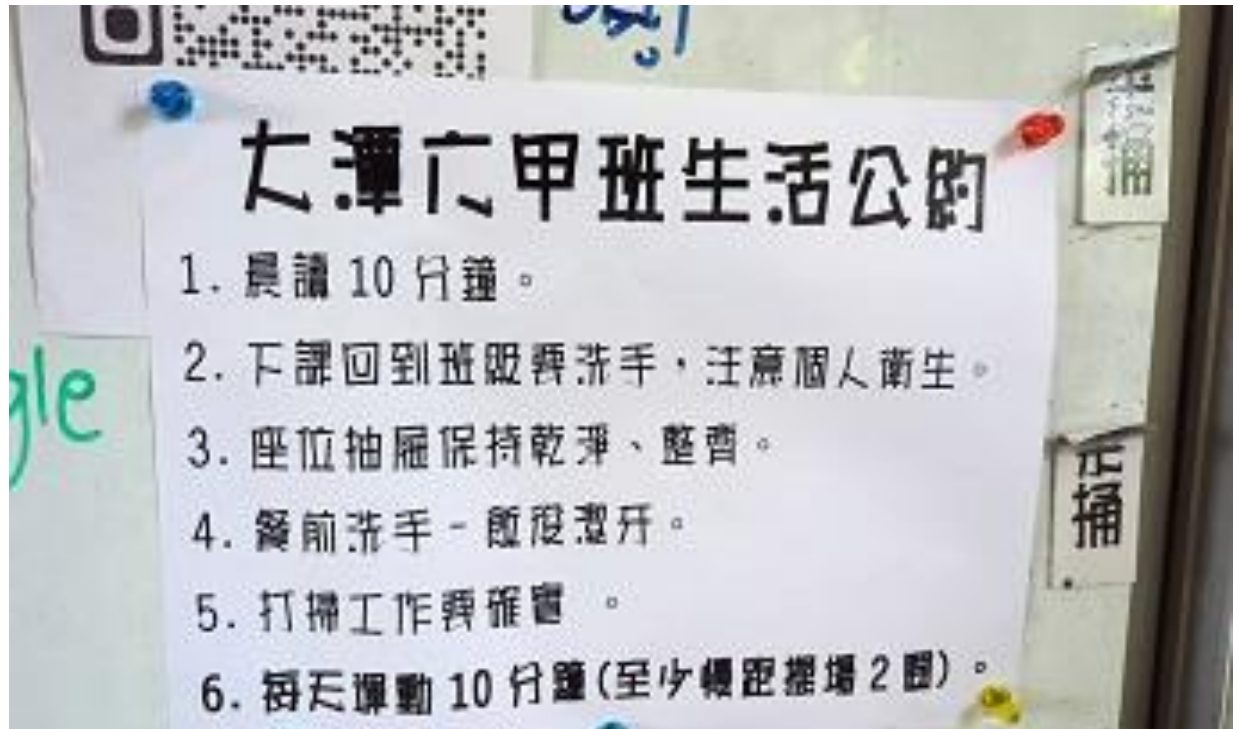 大潭六甲班生活公約
1. 晨讀 10 分鐘。
2. 下課回到班級要洗手，注意個人衛生。
3. 座位抽屜保持乾淨、整齊。
4. 餐前洗手－飯後潔牙。
5. 打掃工作要確實 。
6. 每天運動 10 分鐘(至少慢跑操場 2 圈)。
gle